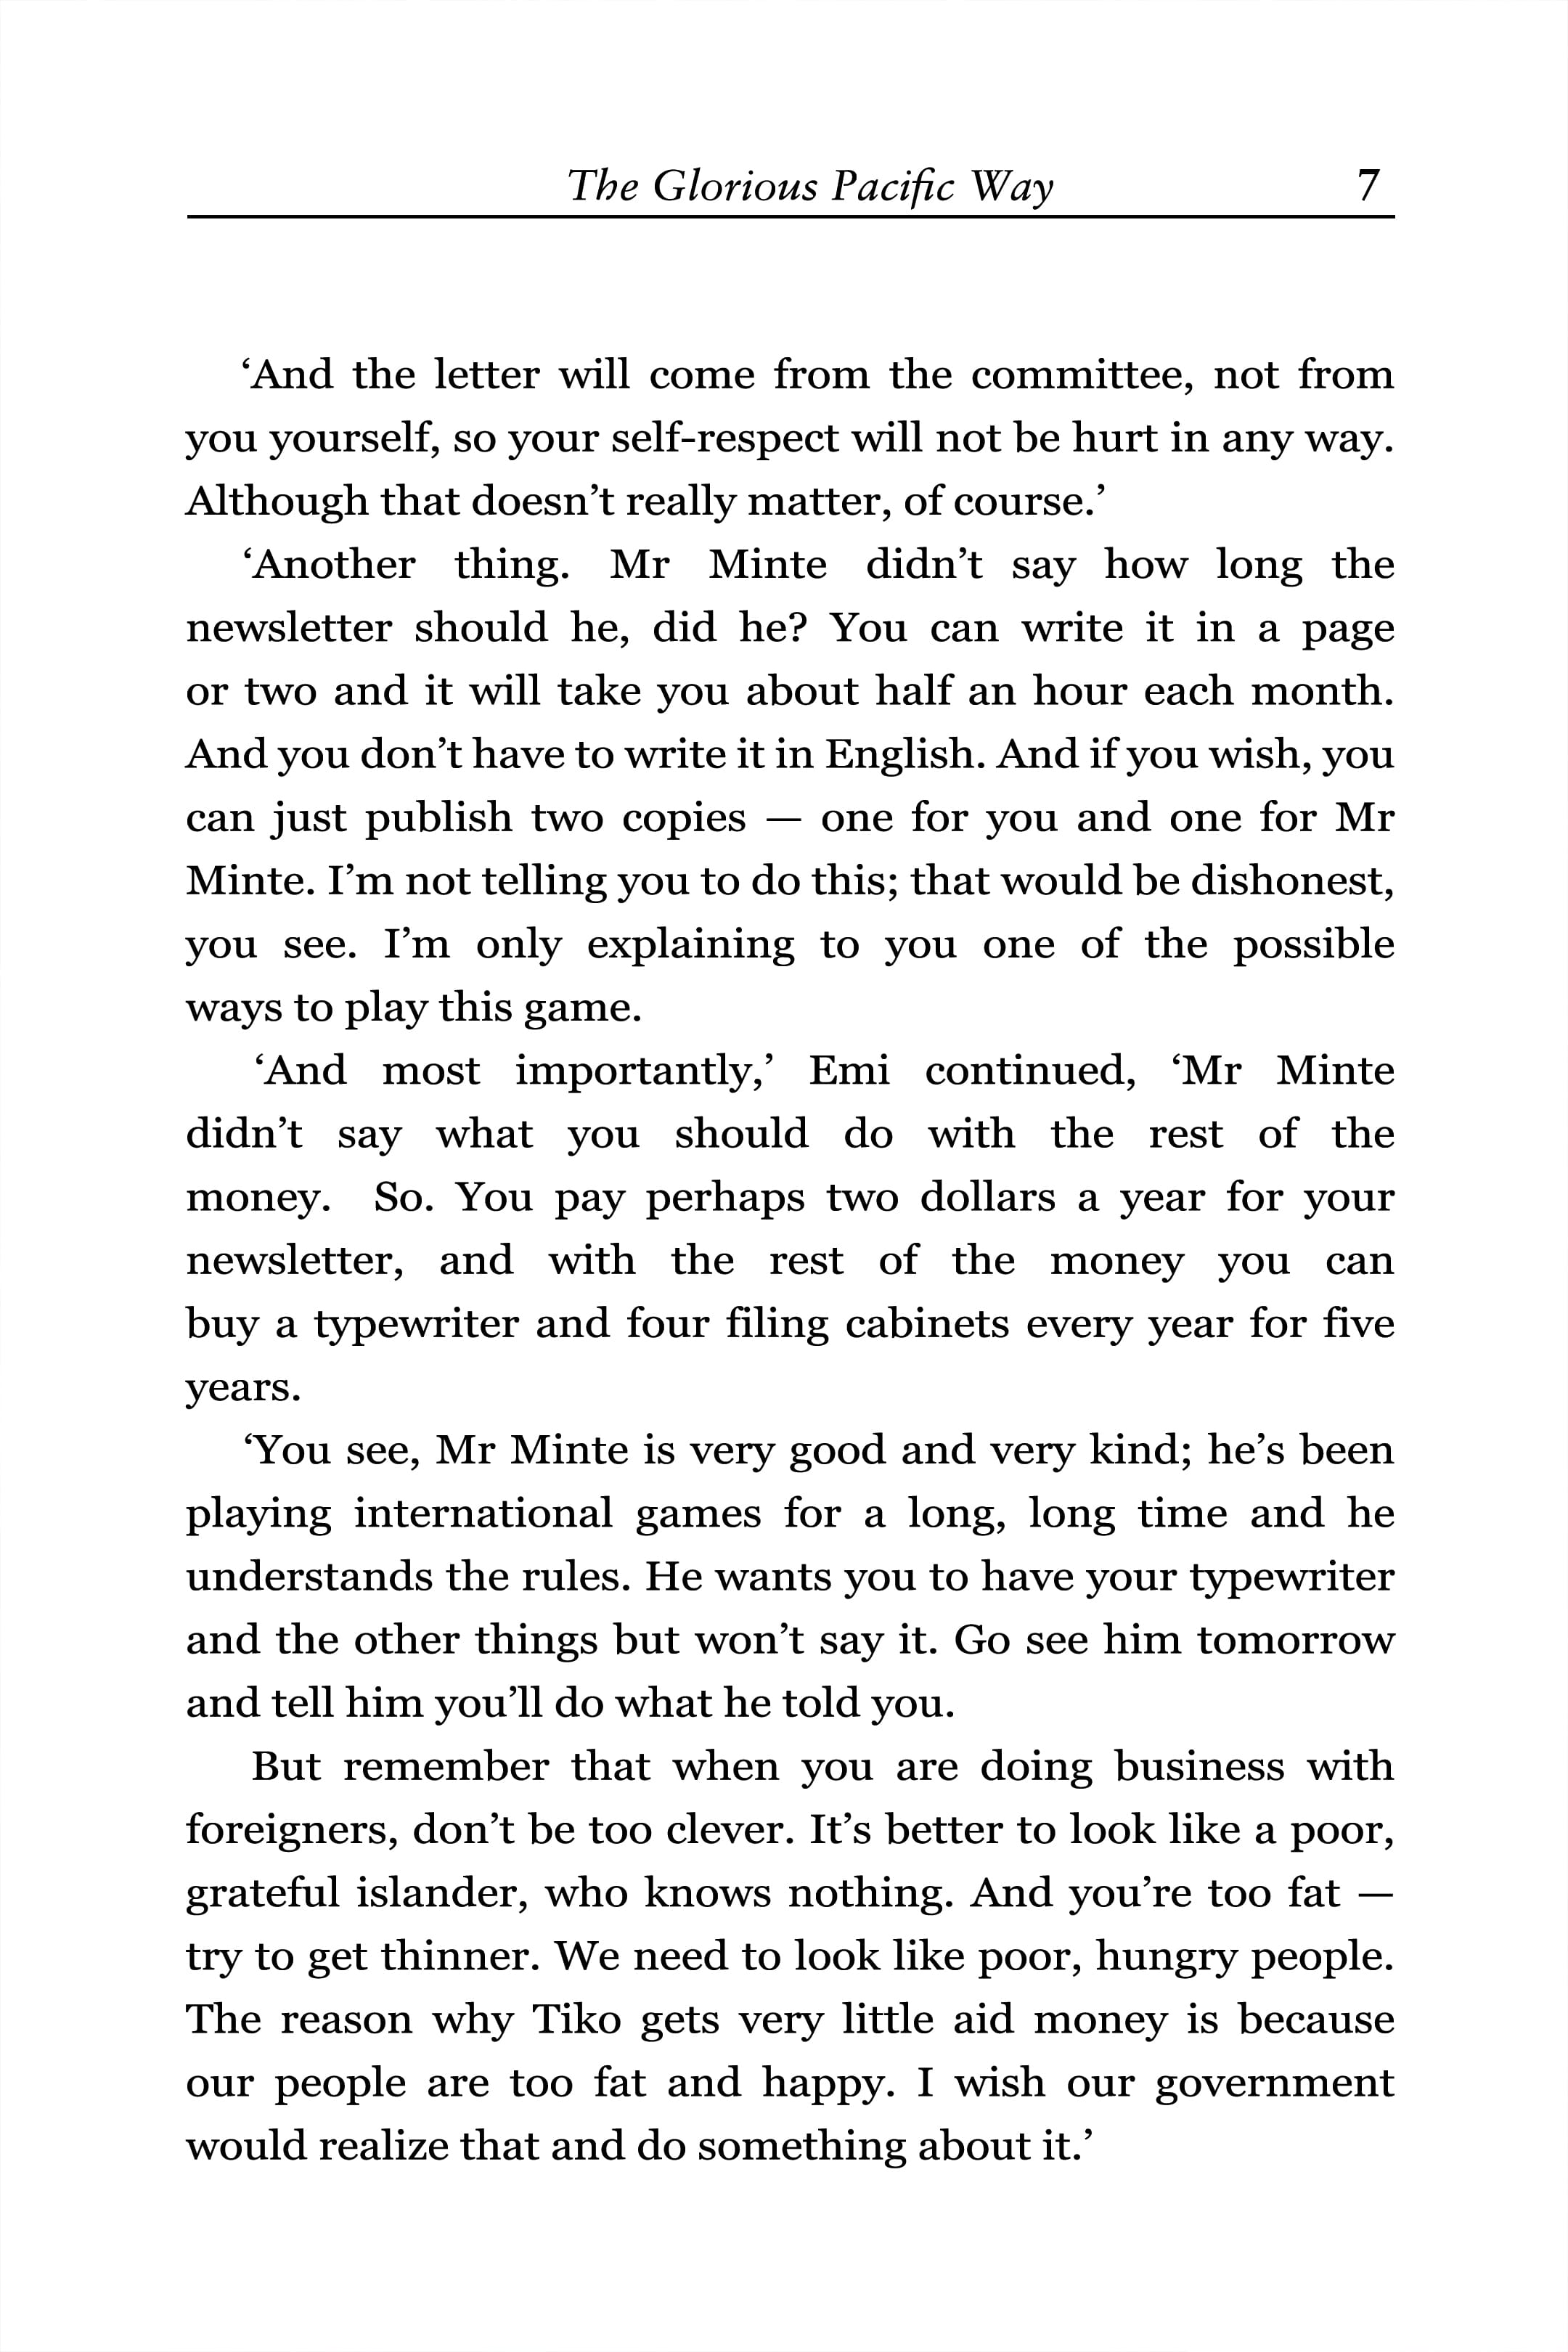 The Glorious Pacific Way 7
‘And the letter will come from the committee, not from
you yourself, so your self-respect will not be hurt in any way.
Although that doesn’t really matter, of course.’
‘Another thing. Mr Minte didn’t say how long the
newsletter should he, did he? You can write it in a page
or two and it will take you about half an hour each month.
And you don’t have to write it in English. And if you wish, you
can just publish two copies — one for you and one for Mr
Minte. I’m not telling you to do this; that would be dishonest,
you see. I’m only explaining to you one of the possible
ways to play this game.
‘And most importantly,’ Emi continued, ‘Mr Minte
didn’t say what you should do with the rest of the
money. So. You pay perhaps two dollars a year for your
newsletter, and with the rest of the money you can
buy a typewriter and four filing cabinets every year for five
years.
‘You see, Mr Minte is very good and very kind; he’s been
playing international games for a long, long time and he
understands the rules. He wants you to have your typewriter
and the other things but won’t say it. Go see him tomorrow
and tell him you’ll do what he told you.
But remember that when you are doing business with
foreigners, don’t be too clever. It’s better to look like a poor,
grateful islander, who knows nothing. And you’re too fat —
try to get thinner. We need to look like poor, hungry people.
The reason why Tiko gets very little aid money is because
our people are too fat and happy. I wish our government
would realize that and do something about it.’